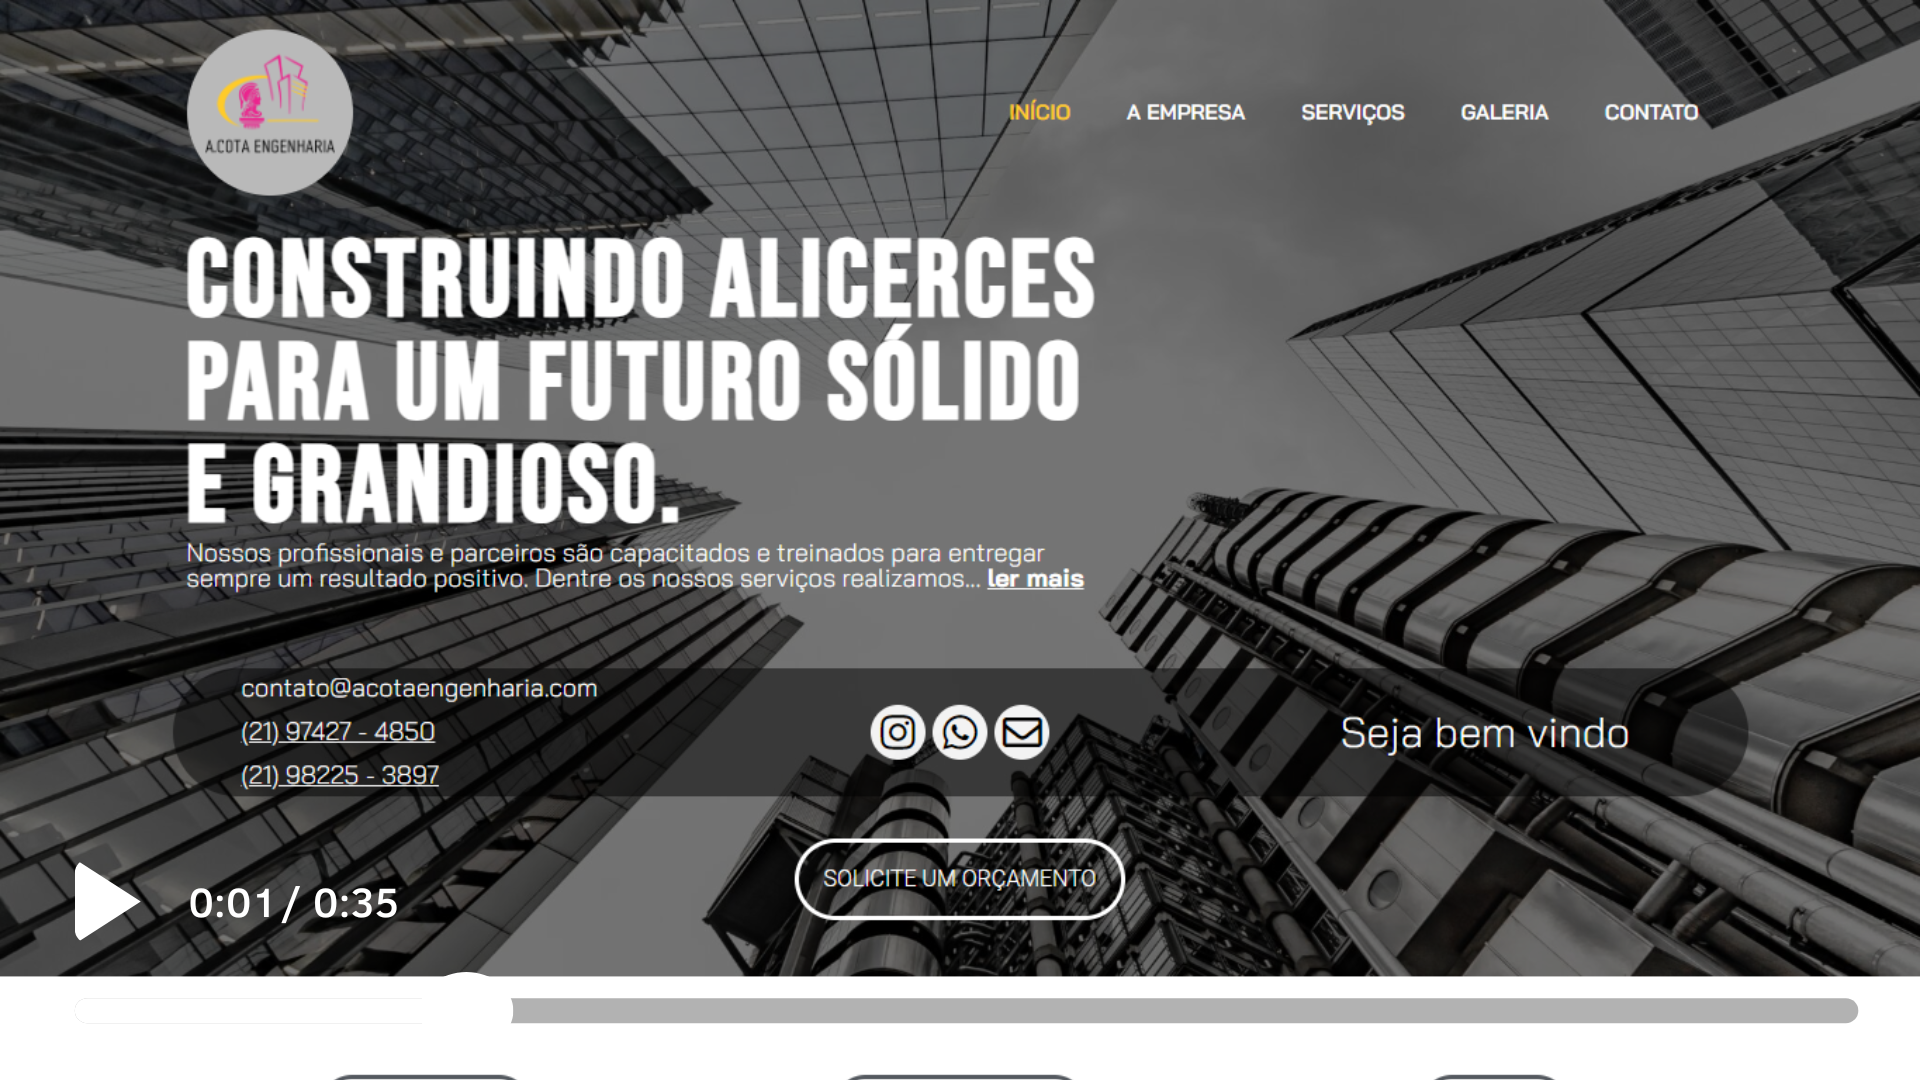 A.COTA ENGENHARIA
INÍCIO A EMPRESA SERVIÇOS GALERIA CONTATO
CONSTRUINDO ALICERCES
PARA UM FUTURO SÓLIDO
E GRANDIOSO.
Nossos profissionais e parceiros são capacitados e treinados para entregar
sempre um resultado positivo. Dentre os nossos serviços realizamos... ler mais
contato@acotaengenharia.com
(21) 97427 - 4850
(21) 98225 - 3897
Seja bem vindo
SOLICITE UM ORÇAMENTO
0:01 / 0:35